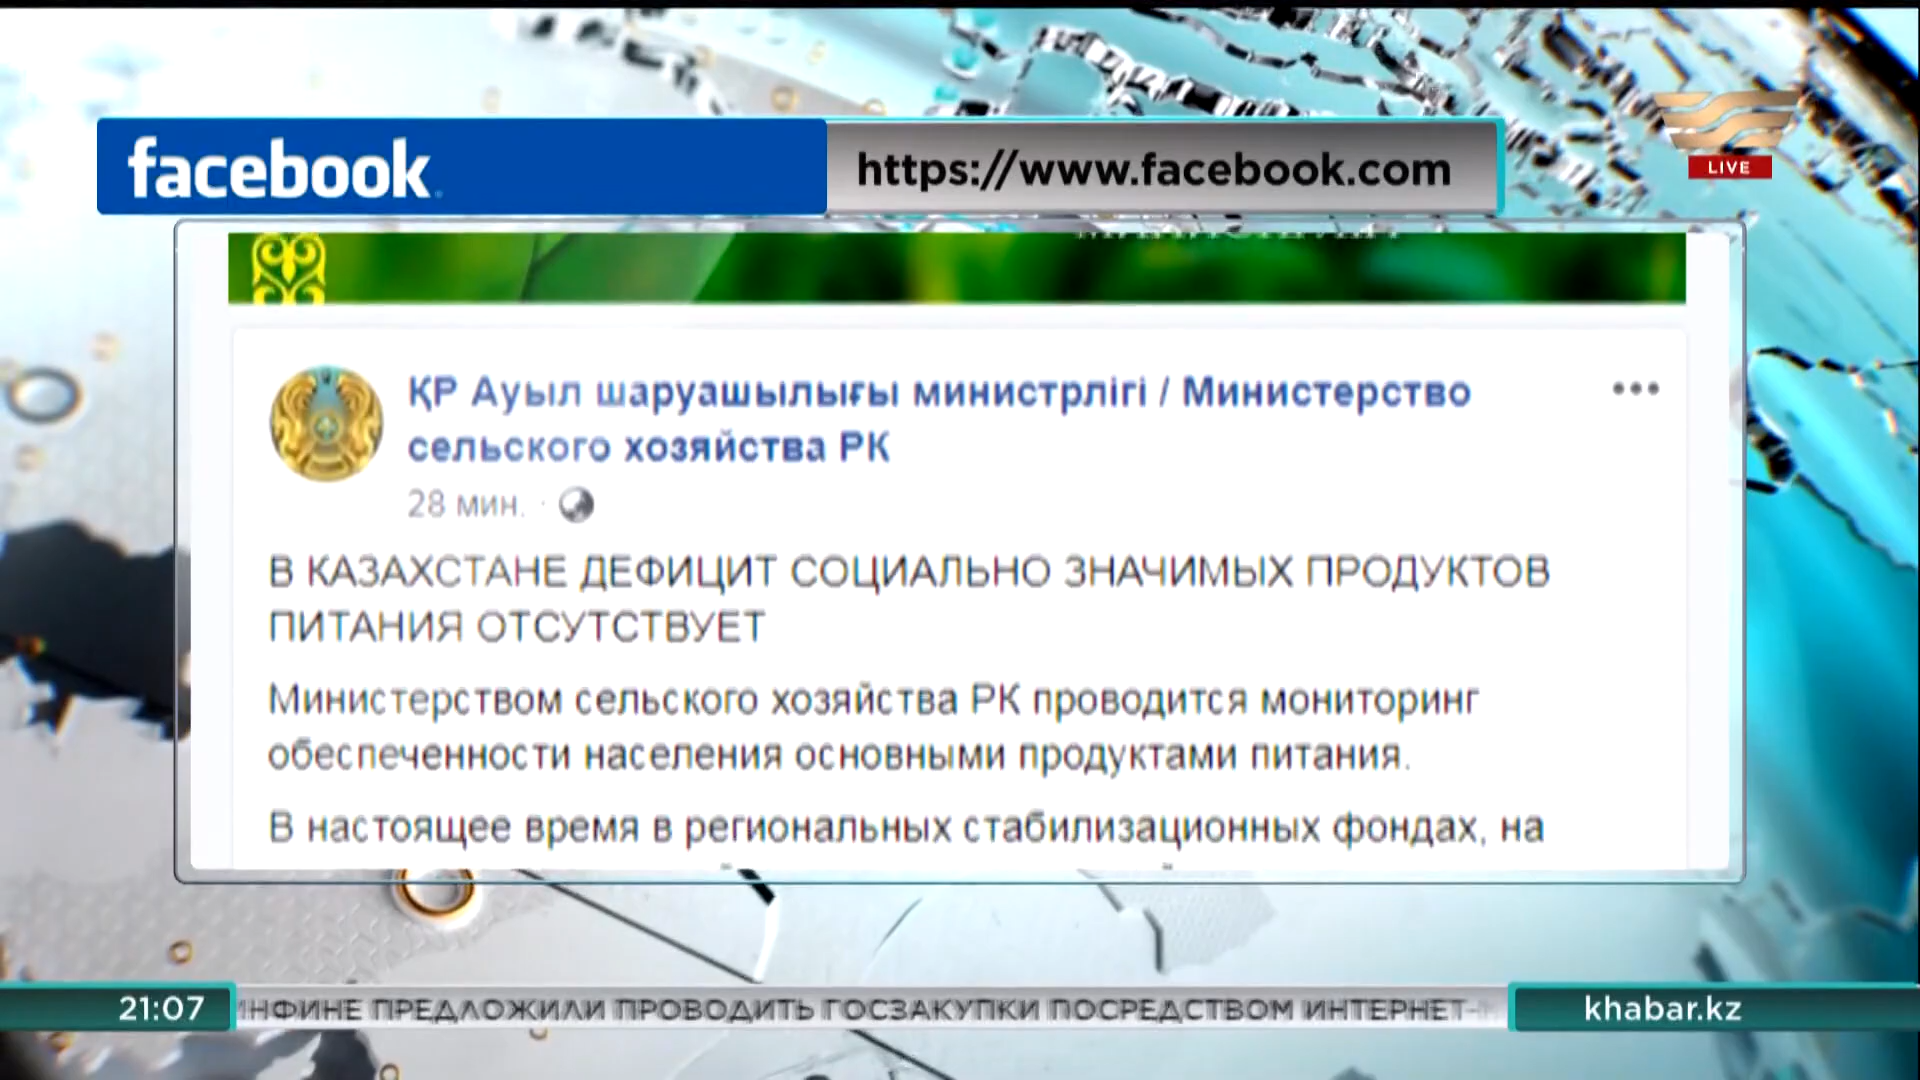 facebook
https://www.facebook.com
LIVE
ҚР Ауыл шаруашылығы министрлігі / Министерство
сельского хозяйства РК
28 мин. ·
В КАЗАХСТАНЕ ДЕФИЦИТ СОЦИАЛЬНО ЗНАЧИМЫХ ПРОДУКТОВ
ПИТАНИЯ ОТСУТСТВУЕТ
Министерством сельского хозяйства РК проводится мониторинг
обеспеченности населения основными продуктами питания.
В настоящее время в региональных стабилизационных фондах, на
21:07
ИНФИНЕ ПРЕДЛОЖИЛИ ПРОВОДИТЬ ГОСЗАКУПКИ ПОСРЕДСТВОМ ИНТЕРНЕТ-
khabar.kz